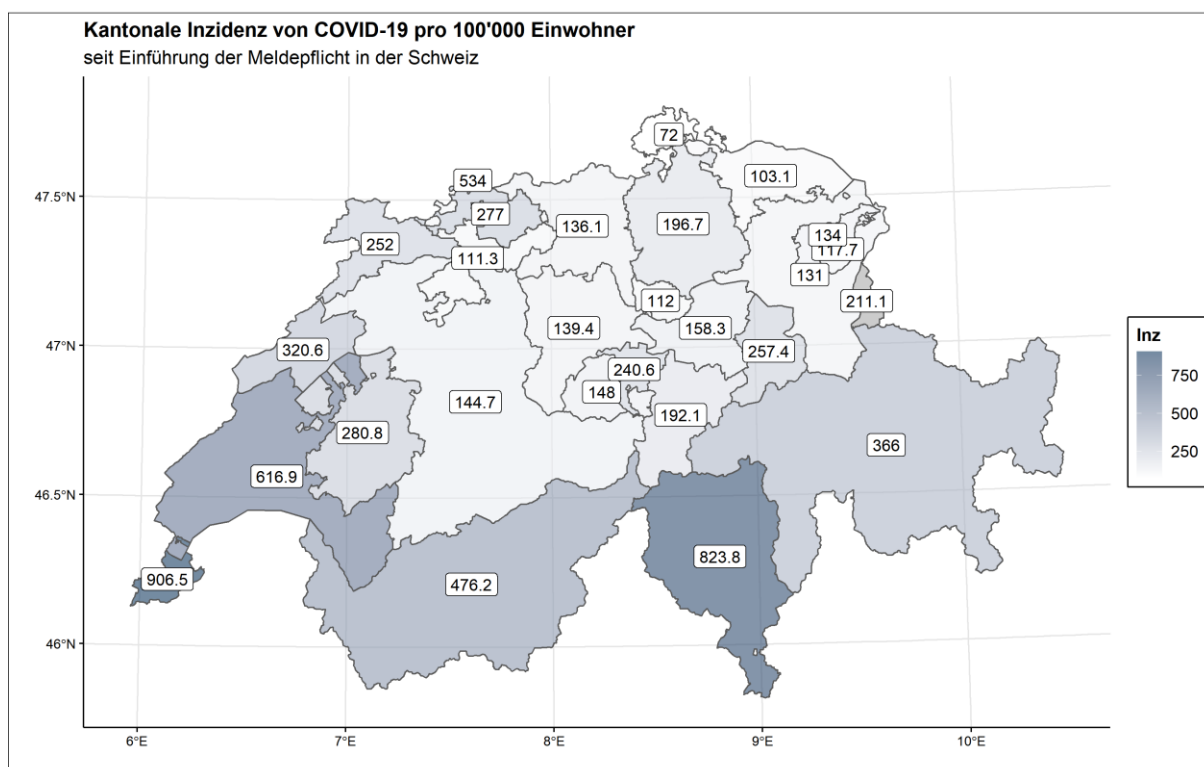 Kantonale Inzidenz von COVID-19 pro 100'000 Einwohner
seit Einführung der Meldepflicht in der Schweiz
72
47.5°N
534
103.1
277
136.1
196.7
134
252
117.7
111.3
131
112
211.1
139.4
158.3
47°N
320.6
257.4
Inz
240.6
750
148
144.7
192.1
500
280.8
366
250
616.9
46.5°N
906.5
476.2
823.8
46°N
6°E
7°E
8°E
9°E
10°E